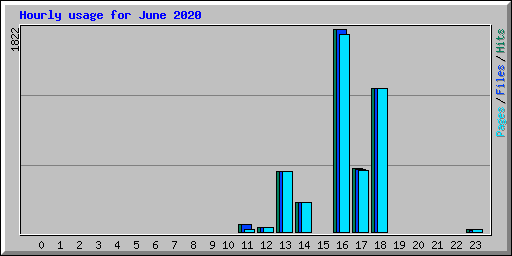 Hourly usage for June 2020
1822
Pages/Files/Hits
0 1 2 3 4 5 6 7 8 9 10 11 12 13 14 15 16 17 18 19 20 21 22 23